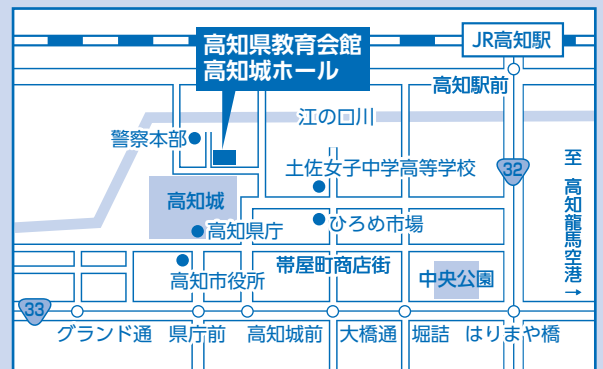 高知県教育会館
高知城ホール
JR高知駅
高知駅前
江の口川
警察本部
土佐女子中学高等学校
32
至 高知龍馬空港→
高知城
高知県庁
ひろめ市場
高知市役所
帯屋町商店街
中央公園
33
グランド通
県庁前
高知城前
大橋通
堀詰
はりまや橋